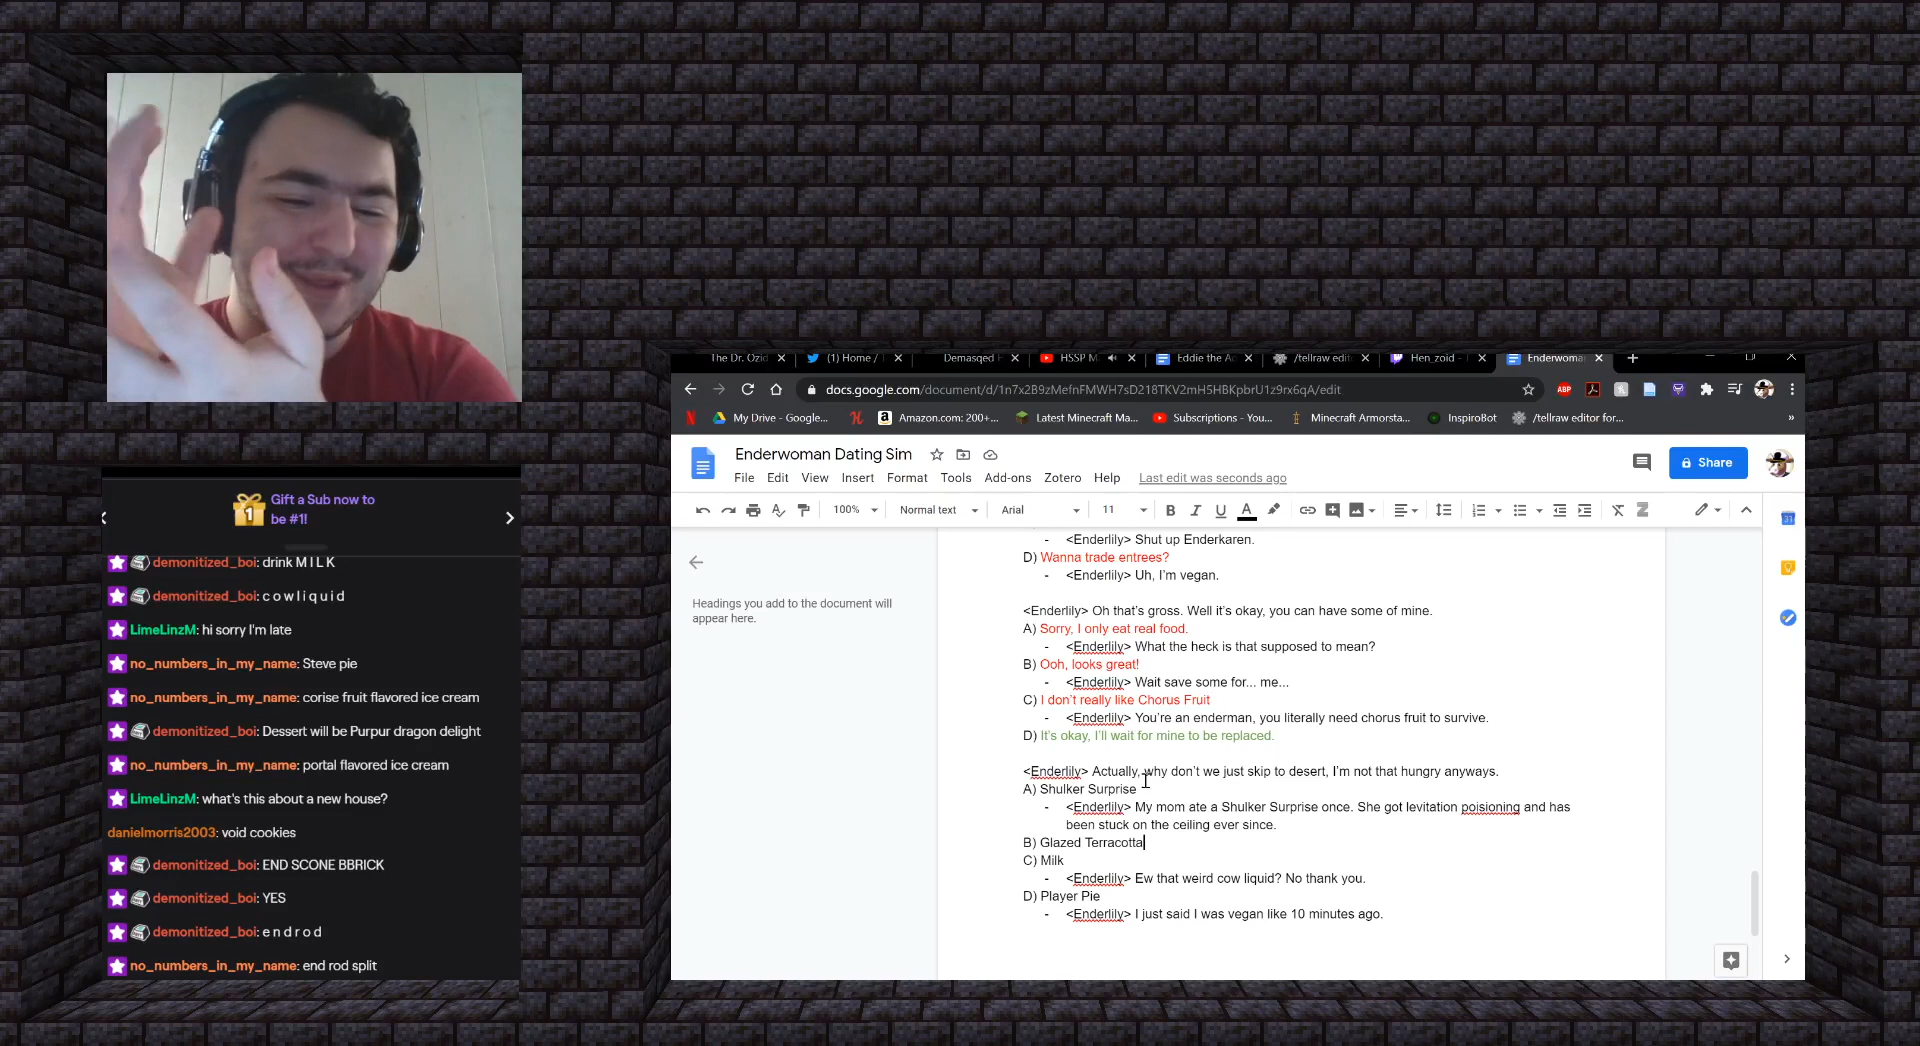 Gift a Sub now to
be #1!
1
demonitized_boi: drink M I L K
demonitized_boi: c o w l i q u i d
LimeLinzM: hi sorry I'm late
no_numbers_in_my_name: Steve pie
no_numbers_in_my_name: corise fruit flavored ice cream
demonitized_boi: Dessert will be Purpur dragon delight
no_numbers_in_my_name: portal flavored ice cream
LimeLinzM: what's this about a new house?
danielmorris2003: void cookies
demonitized_boi: END SCONE BBRICK
demonitized_boi: YES
demonitized_boi: e n d r o d
no_numbers_in_my_name: end rod split
The Dr. Ozid
(1) Home /
Demasqed
HSSP M
Eddie the Ac
/tellraw edit
Hen_zoid -
Enderwoma
docs.google.com/document/d/1n7x2B9zMefnFMWH7sD218TKV2mH5HBKpbrU1z9rx6qA/edit
ABP
My Drive - Google...
Amazon.com: 200+...
Latest Minecraft Ma...
Subscriptions - You...
Minecraft Armorsta...
InspiroBot
/tellraw editor for...
»
Enderwoman Dating Sim
File Edit View Insert Format Tools Add-ons Zotero Help Last edit was seconds ago
Share
100% Normal text Arial 11 B I U A
31
Headings you add to the document will
appear here.
- <Enderlily> Shut up Enderkaren.
D) Wanna trade entrees?
- <Enderlily> Uh, I'm vegan.
<Enderlily> Oh that's gross. Well it's okay, you can have some of mine.
A) Sorry, I only eat real food.
- <Enderlily> What the heck is that supposed to mean?
B) Ooh, looks great!
- <Enderlily> Wait save some for... me...
C) I don't really like Chorus Fruit
- <Enderlily> You're an enderman, you literally need chorus fruit to survive.
D) It's okay, I'll wait for mine to be replaced.
<Enderlily> Actually, why don't we just skip to desert, I'm not that hungry anyways.
A) Shulker Surprise
- <Enderlily> My mom ate a Shulker Surprise once. She got levitation poisioning and has
been stuck on the ceiling ever since.
B) Glazed Terracotta
C) Milk
- <Enderlily> Ew that weird cow liquid? No thank you.
D) Player Pie
- <Enderlily> I just said I was vegan like 10 minutes ago.